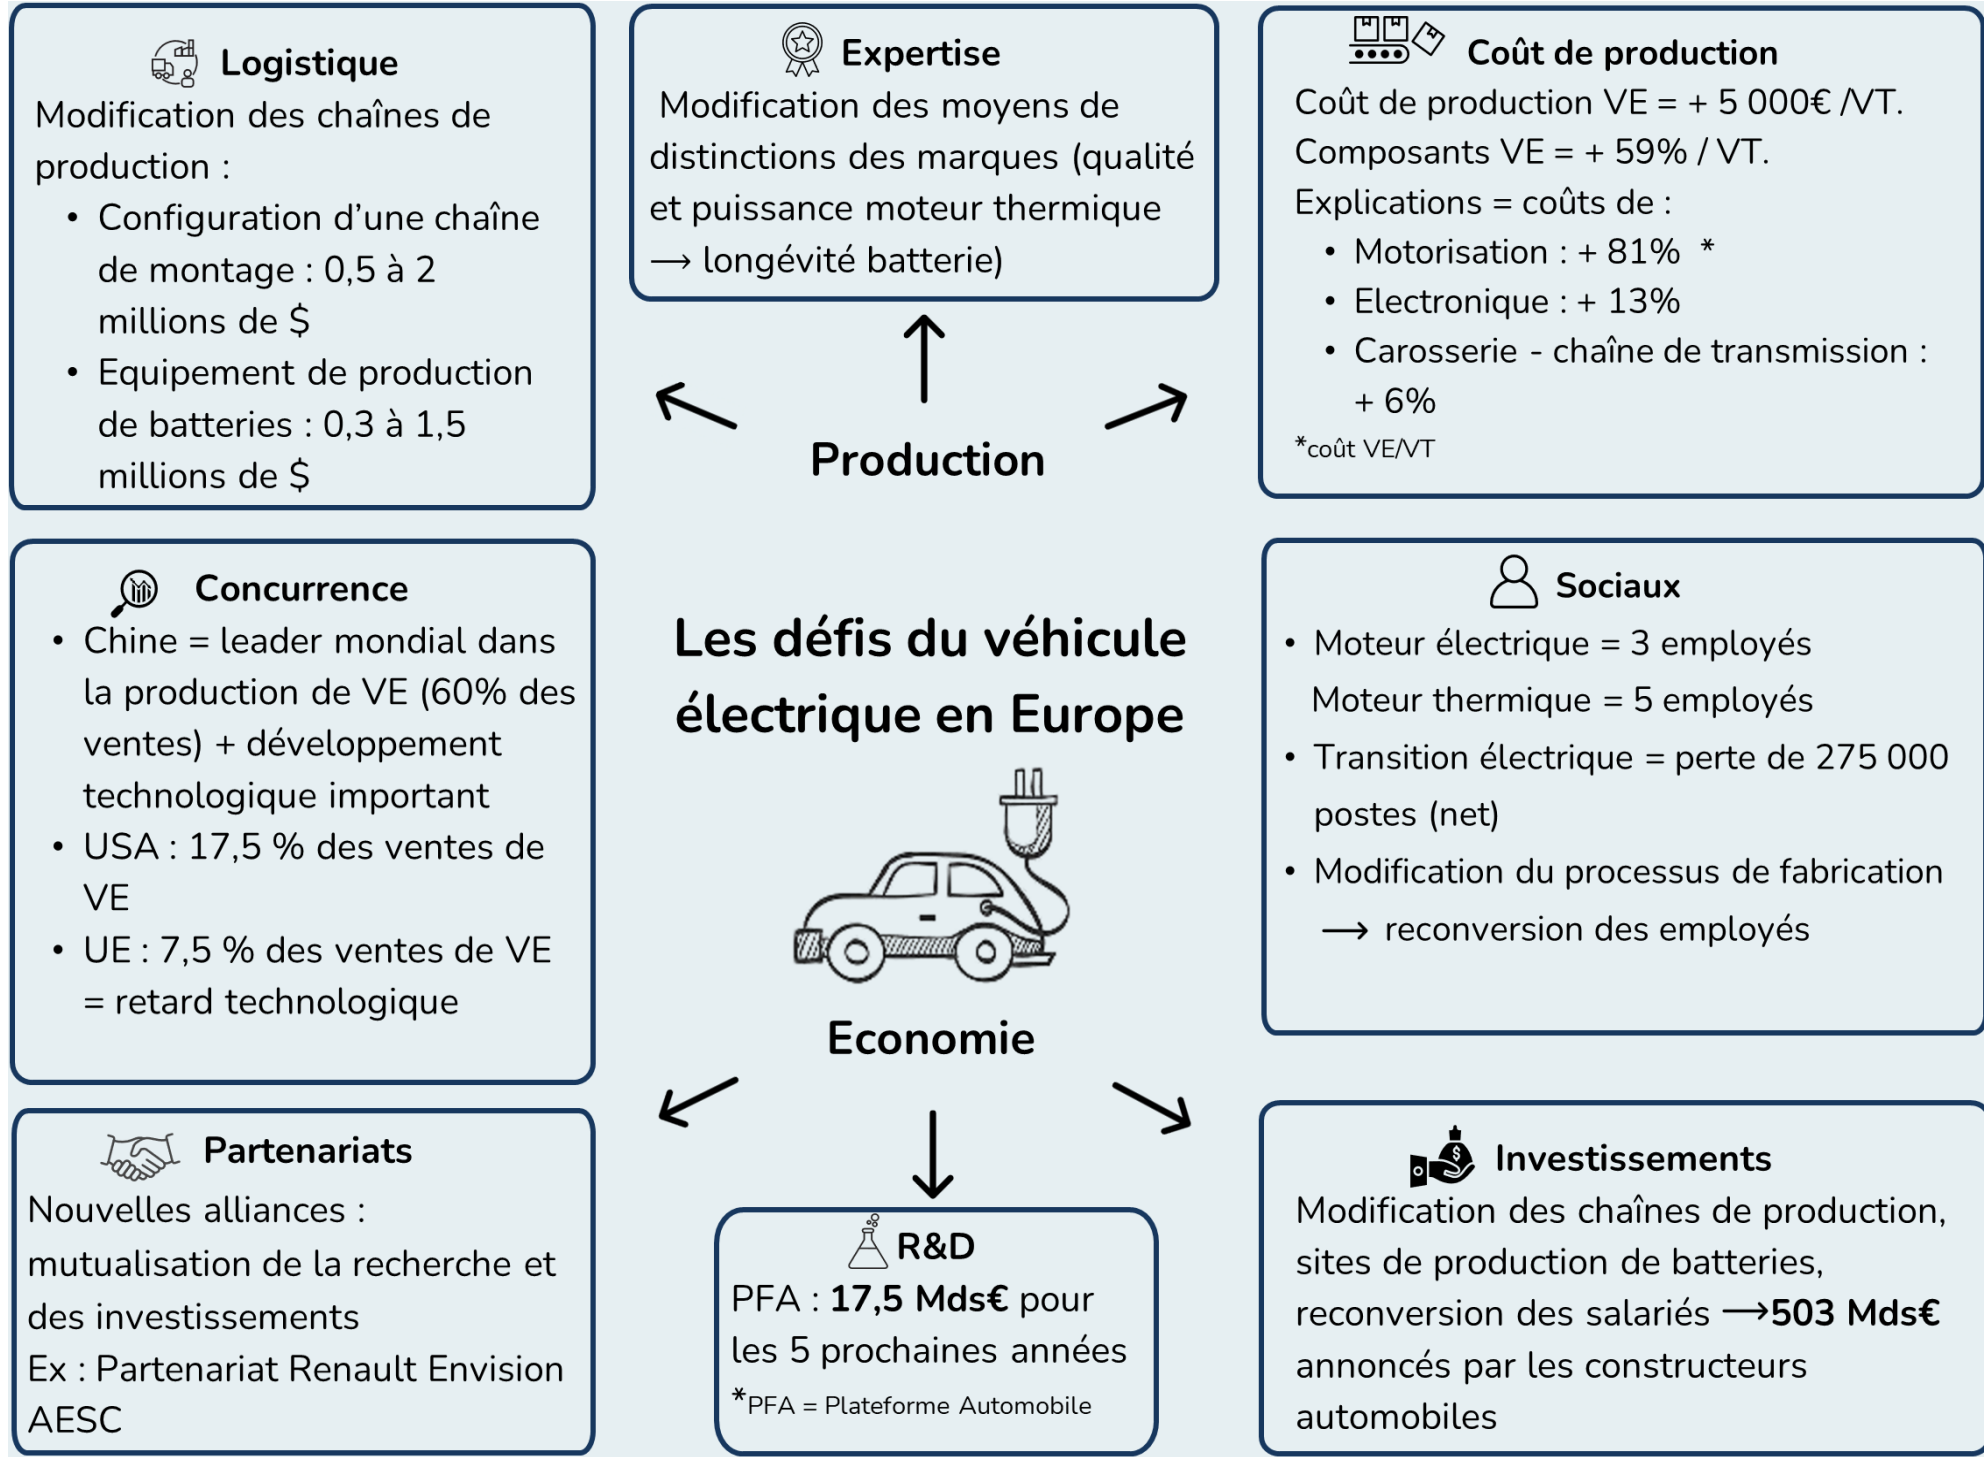 Logistique
Modification des chaînes de
production :
• Configuration d’une chaîne
de montage : 0,5 à 2
millions de $
• Equipement de production
de batteries : 0,3 à 1,5
millions de $
Expertise
Modification des moyens de
distinctions des marques (qualité
et puissance moteur thermique
→ longévité batterie)
Coût de production
Coût de production VE = + 5 000€ /VT.
Composants VE = + 59% / VT.
Explications = coûts de :
• Motorisation : + 81% *
• Electronique : + 13%
• Carosserie - chaîne de transmission :
+ 6%
*coût VE/VT
Production
Concurrence
• Chine = leader mondial dans
la production de VE (60% des
ventes) + développement
technologique important
• USA : 17,5 % des ventes de
VE
• UE : 7,5 % des ventes de VE
= retard technologique
Les défis du véhicule
électrique en Europe
Sociaux
• Moteur électrique = 3 employés
Moteur thermique = 5 employés
• Transition électrique = perte de 275 000
postes (net)
• Modification du processus de fabrication
→ reconversion des employés
Economie
Partenariats
Nouvelles alliances :
mutualisation de la recherche et
des investissements
Ex : Partenariat Renault Envision
AESC
R&D
PFA : 17,5 Mds€ pour
les 5 prochaines années
*PFA = Plateforme Automobile
$
Investissements
Modification des chaînes de production,
sites de production de batteries,
reconversion des salariés →503 Mds€
annoncés par les constructeurs
automobiles